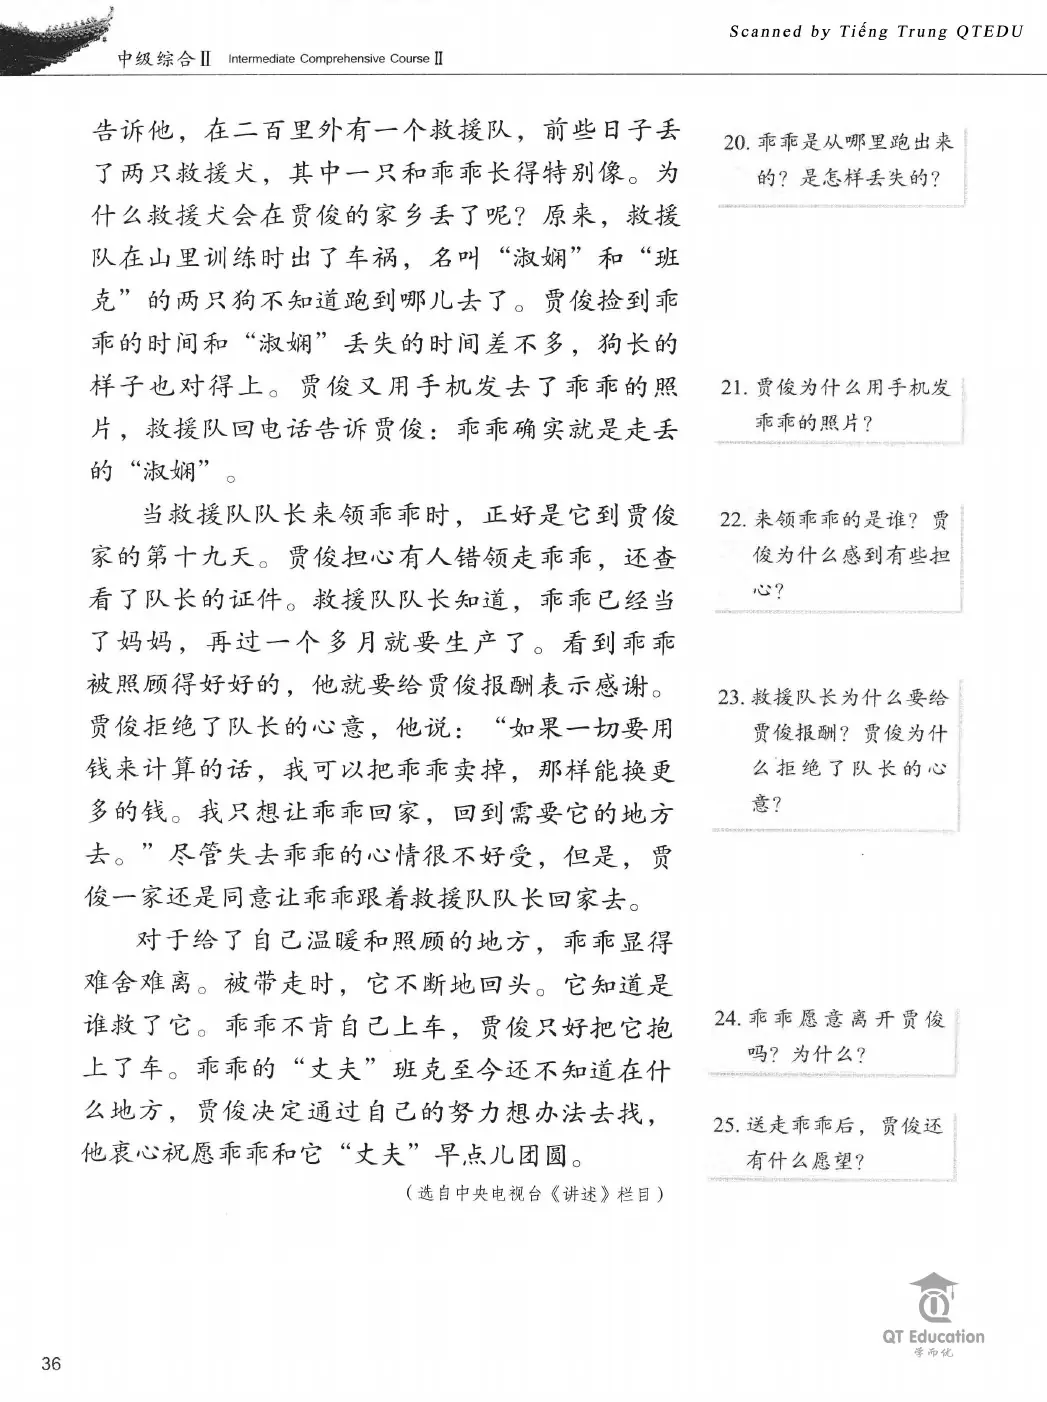 Scanned by Tiếng Trung QTEDU
中级综合Ⅱ Intermediate Comprehensive Course Ⅱ
告诉他，在二百里外有一个救援队，前些日子丢
了两只救援犬，其中一只和乖乖长得特别像。为
什么救援犬会在贾俊的家乡丢了呢？原来，救援
队在山里训练时出了车祸，名叫“淑娴”和“班
克”的两只狗不知道跑到哪儿去了。贾俊捡到乖
乖的时间和“淑娴”丢失的时间差不多，狗长的
样子也对得上。贾俊又用手机发去了乖乖的照
片，救援队回电话告诉贾俊：乖乖确实就是走丢
的“淑娴”。
当救援队队长来领乖乖时，正好是它到贾俊
家的第十九天。贾俊担心有人错领走乖乖，还查
看了队长的证件。救援队队长知道，乖乖已经当
了妈妈，再过一个多月就要生产了。看到乖乖
被照顾得好好的，他就要给贾俊报酬表示感谢。
贾俊拒绝了队长的心意，他说：“如果一切要用
钱来计算的话，我可以把乖乖卖掉，那样能换更
多的钱。我只想让乖乖回家，回到需要它的地方
去。”尽管失去乖乖的心情很不好受，但是，贾
俊一家还是同意让乖乖跟着救援队队长回家去。
对于给了自己温暖和照顾的地方，乖乖显得
难舍难离。被带走时，它不断地回头。它知道是
谁救了它。乖乖不肯自己上车，贾俊只好把它抱
上了车。乖乖的“丈夫”班克至今还不知道在什
么地方，贾俊决定通过自己的努力想办法去找，
他衷心祝愿乖乖和它“丈夫”早点儿团圆。
（选自中央电视台《讲述》栏目）
20. 乖乖是从哪里跑出来
的？是怎样丢失的？
21. 贾俊为什么用手机发
乖乖的照片？
22. 来领乖乖的是谁？贾
俊为什么感到有些担
心？
23. 救援队长为什么要给
贾俊报酬？贾俊为什
么拒绝了队长的心
意？
24. 乖乖愿意离开贾俊
吗？为什么？
25. 送走乖乖后，贾俊还
有什么愿望？
QT Education
学而优
36